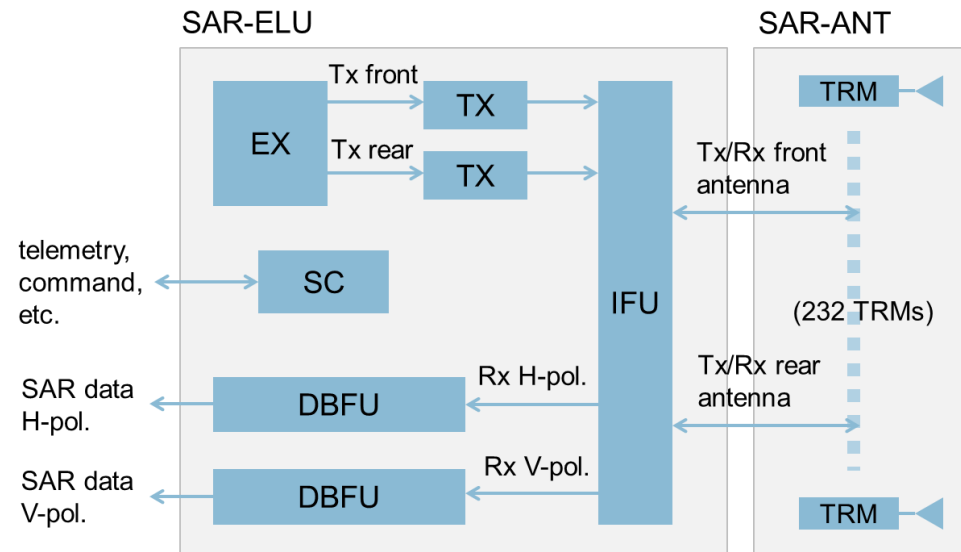 SAR-ELU
SAR-ANT
Tx front
TX
EX
Tx rear
TX
TRM
Tx/Rx front
antenna
telemetry,
command,
etc.
SC
IFU
(232 TRMs)
Tx/Rx rear
antenna
SAR data
H-pol.
DBFU
Rx H-pol.
SAR data
V-pol.
DBFU
Rx V-pol.
TRM